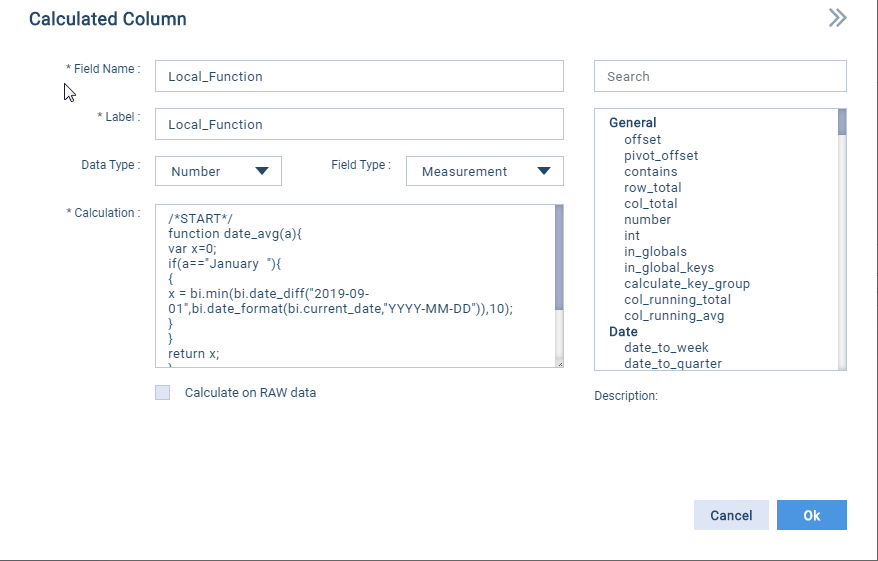 Calculated Column
* Field Name :
Local_Function
* Label :
Local_Function
Data Type :
Number
Field Type :
Measurement
* Calculation :
/*START*/
function date_avg(a){
var x=0;
if(a=="January  "){
{
x = bi.min(bi.date_diff("2019-09-
01",bi.date_format(bi.current_date,"YYYY-MM-DD")),10);
}
}
return x;
Calculate on RAW data
Search
General
offset
pivot_offset
contains
row_total
col_total
number
int
in_globals
in_global_keys
calculate_key_group
col_running_total
col_running_avg
Date
date_to_week
date_to_quarter
Description:
Cancel
Ok